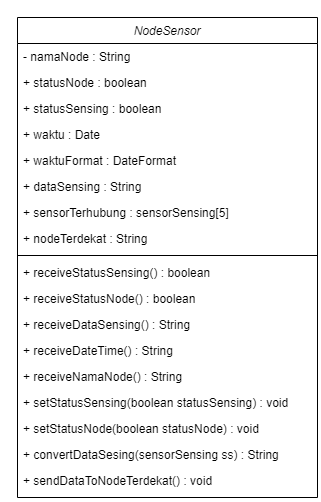 NodeSensor
- namaNode : String
+ statusNode : boolean
+ statusSensing : boolean
+ waktu : Date
+ waktuFormat : DateFormat
+ dataSensing : String
+ sensorTerhubung : sensorSensing[5]
+ nodeTerdekat : String
+ receiveStatusSensing() : boolean
+ receiveStatusNode() : boolean
+ receiveDataSensing() : String
+ receiveDateTime() : String
+ receiveNamaNode() : String
+ setStatusSensing(boolean statusSensing) : void
+ setStatusNode(boolean statusNode) : void
+ convertDataSesing(sensorSensing ss) : String
+ sendDataToNodeTerdekat() : void